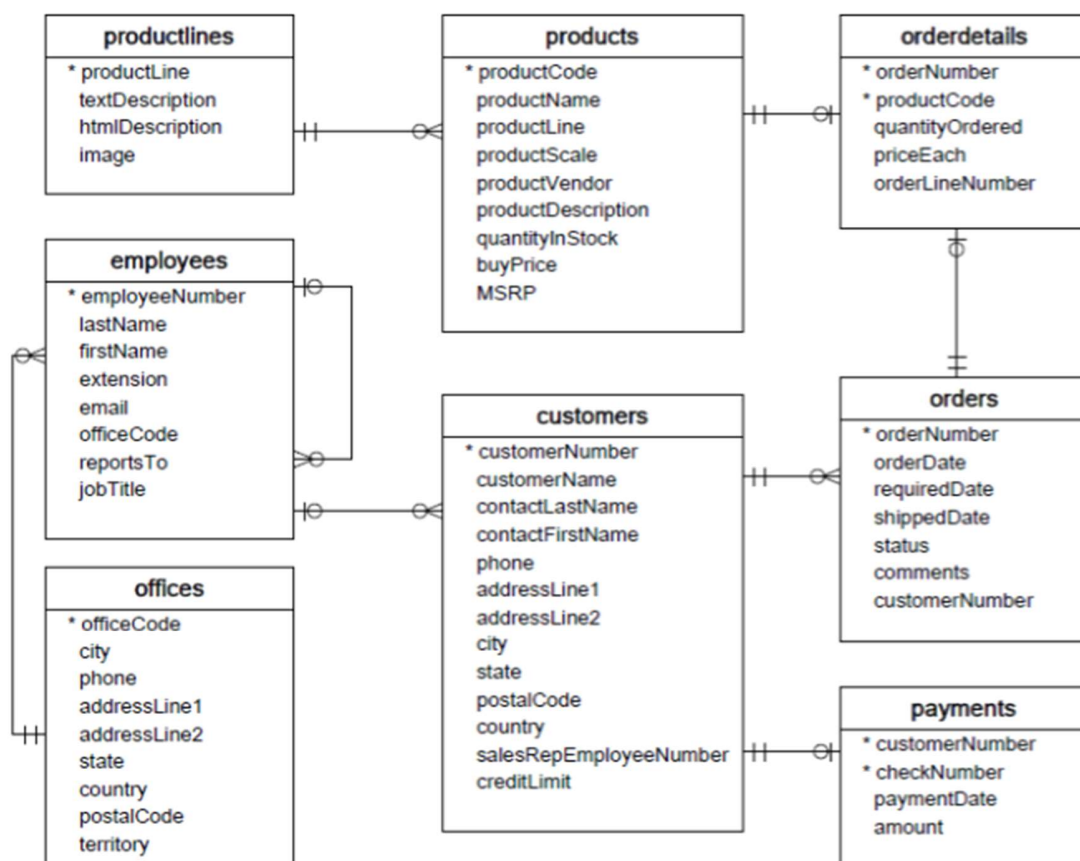 productlines
* productLine
textDescription
htmlDescription
image
products
* productCode
productName
productLine
productScale
productVendor
productDescription
quantityInStock
buyPrice
MSRP
orderdetails
* orderNumber
* productCode
quantityOrdered
priceEach
orderLineNumber
employees
* employeeNumber
lastName
firstName
extension
email
officeCode
reportsTo
jobTitle
customers
* customerNumber
customerName
contactLastName
contactFirstName
phone
addressLine1
addressLine2
city
state
postalCode
country
salesRepEmployeeNumber
creditLimit
orders
* orderNumber
orderDate
requiredDate
shippedDate
status
comments
customerNumber
offices
* officeCode
city
phone
addressLine1
addressLine2
state
country
postalCode
territory
payments
* customerNumber
* checkNumber
paymentDate
amount